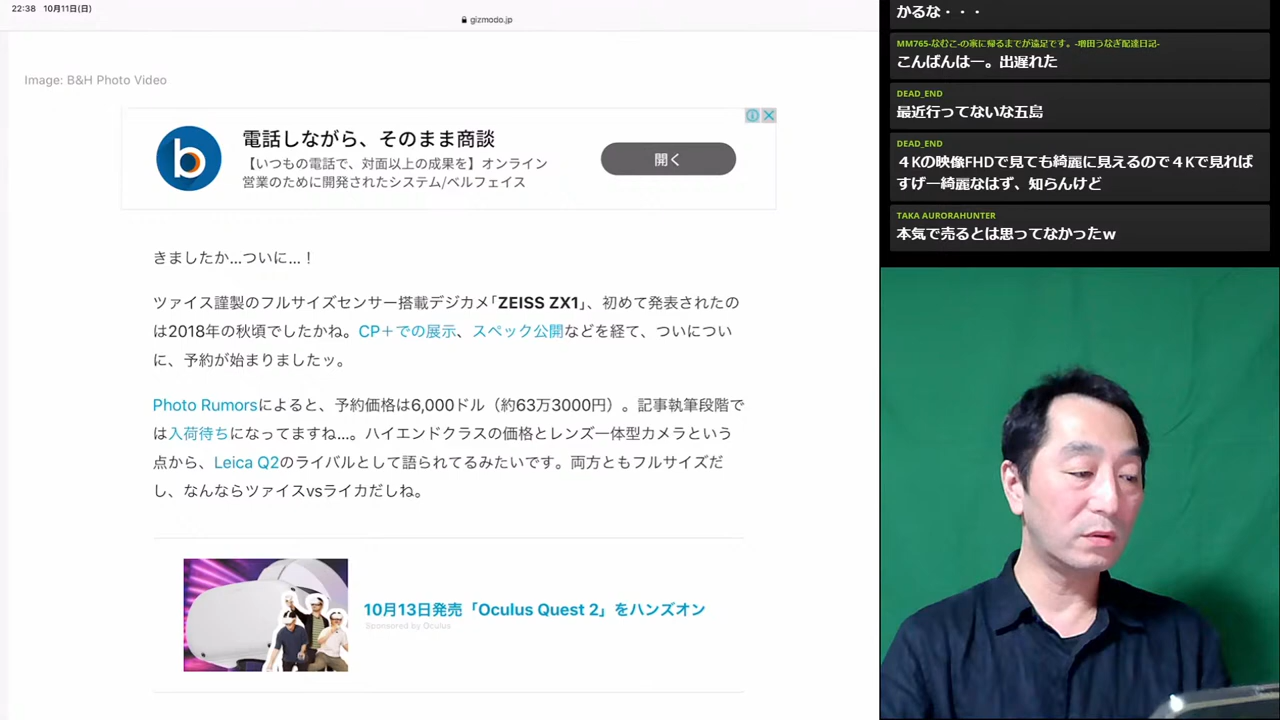 22:38 10月11日(日)
gizmodo.jp
Image: B&H Photo Video
電話しながら、そのまま商談
【いつもの電話で、対面以上の成果を】オンライン
営業のために開発されたシステム/ベルフェイス
開く
きましたか…ついに…！
ツァイス謹製のフルサイズセンサー搭載デジカメ「ZEISS ZX1」、初めて発表されたの
は2018年の秋頃でしたかね。CP＋での展示、スペック公開などを経て、ついについ
に、予約が始まりましたッ。
Photo Rumorsによると、予約価格は6,000ドル（約63万3000円）。記事執筆段階で
は入荷待ちになってますね…。ハイエンドクラスの価格とレンズ一体型カメラという
点から、Leica Q2のライバルとして語られてるみたいです。両方ともフルサイズだ
し、なんならツァイスvsライカだしね。
10月13日発売「Oculus Quest 2」をハンズオン
Sponsored by Oculus
かるな・・・
MM765-なむこ-の家に帰るまでが遠足です。-増田うなぎ配達日記-
こんばんはー。出遅れた
DEAD_END
最近行ってないな五島
DEAD_END
４Kの映像FHDで見ても綺麗に見えるので４Kで見れば
すげー綺麗なはず、知らんけど
TAKA AURORAHUNTER
本気で売るとは思ってなかったｗ